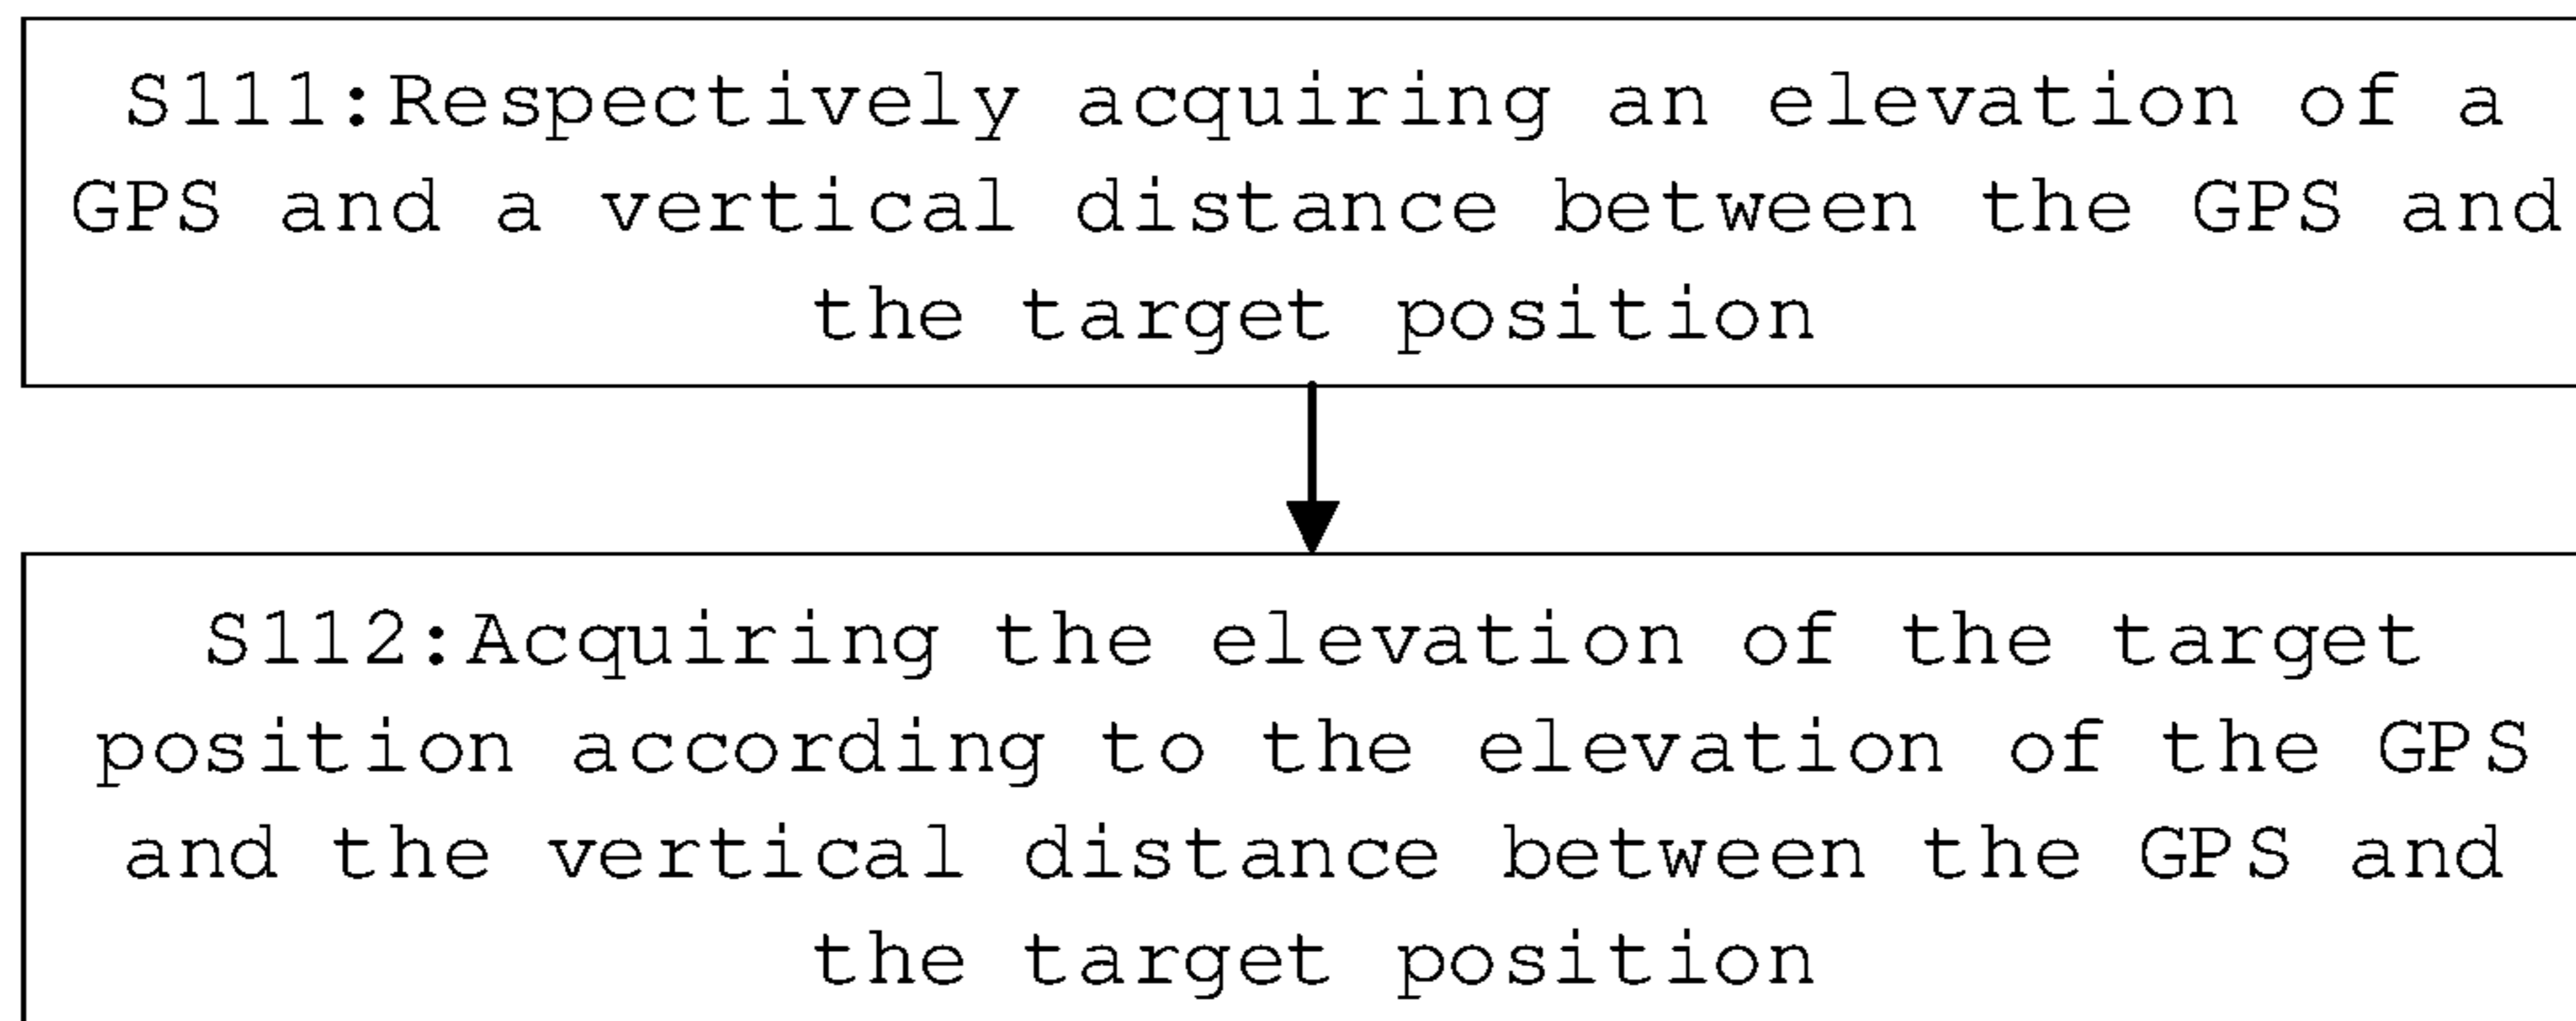 S111:Respectively acquiring an elevation of a
GPS and a vertical distance between the GPS and
the target position
S112:Acquiring the elevation of the target
position according to the elevation of the GPS
and the vertical distance between the GPS and
the target position